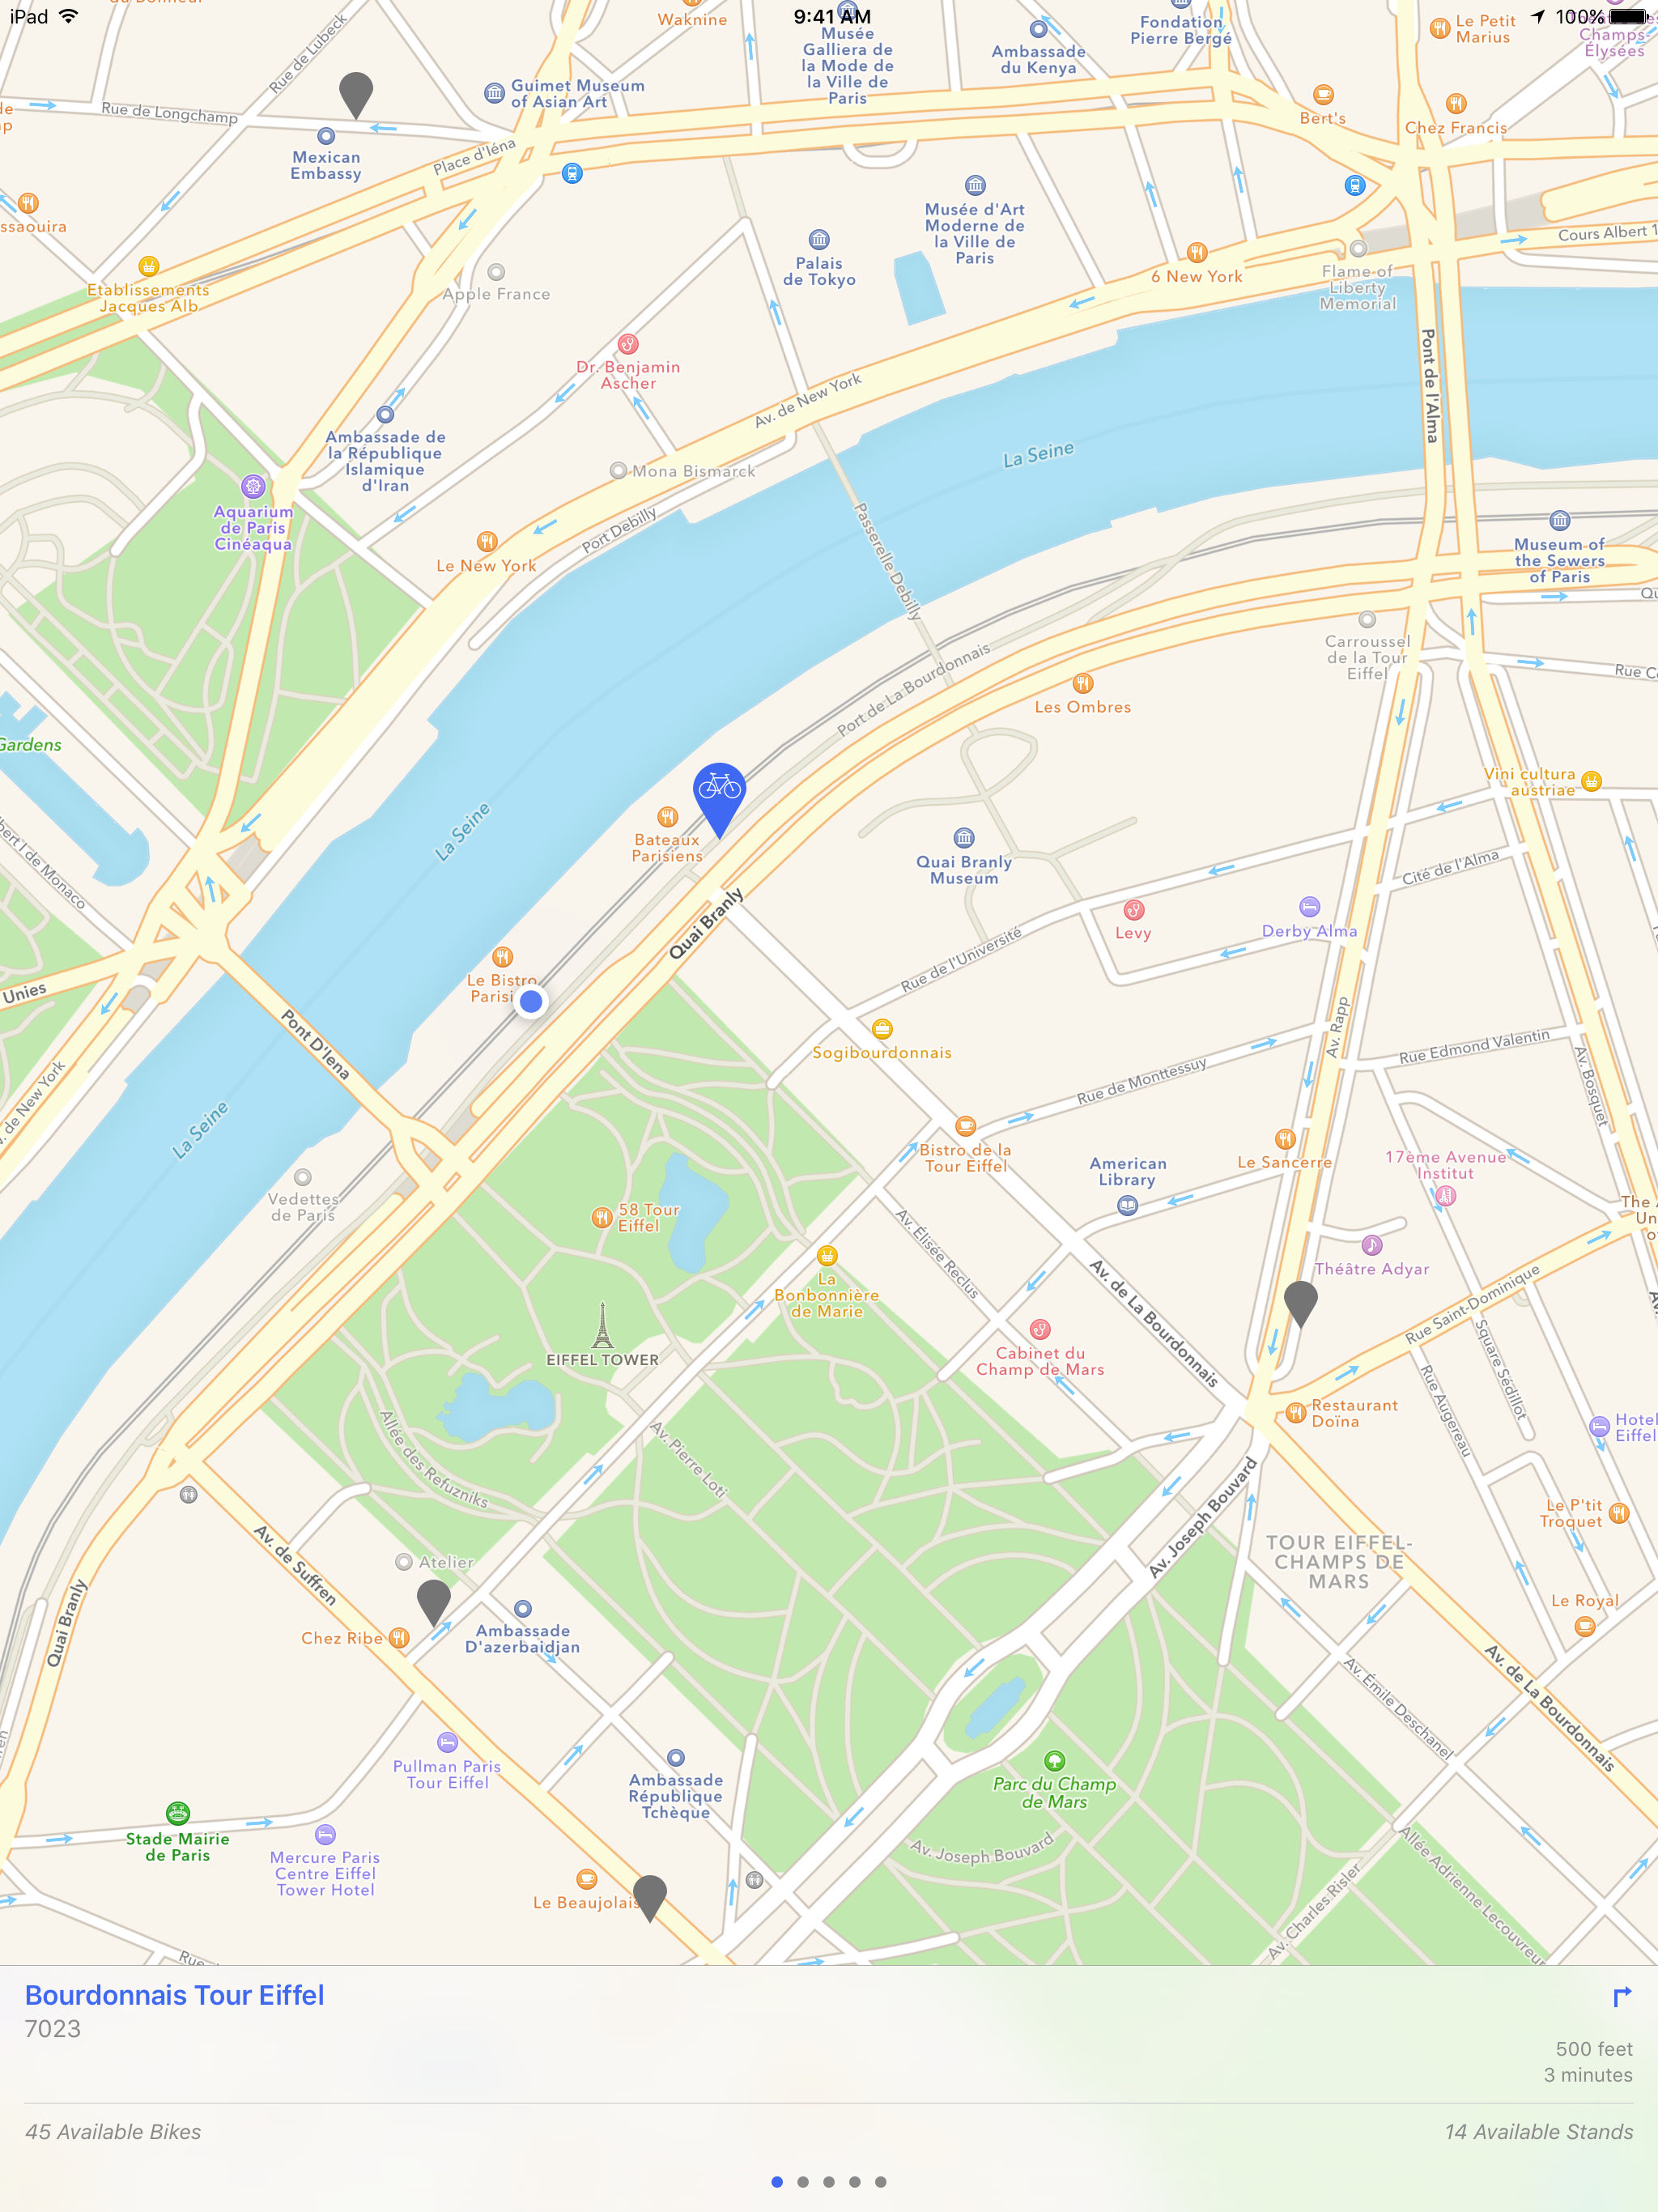 iPad
9:41 AM
100%
Waknine
Musée
Galliera de
la Mode de
la Ville de
Paris
Ambassade
du Kenya
Fondation
Pierre Bergé
Le Petit
Marius
Champs-
Élysées
Rue de Lubeck
Guimet Museum
of Asian Art
Rue de Longchamp
Bert's
Chez Francis
Mexican
Embassy
Place d'Iéna
ssaouira
Musée d'Art
Moderne de
la Ville de
Paris
Palais
de Tokyo
6 New York
Cours Albert 1
Flame of
Liberty
Memorial
Etablissements
Jacques Alb
Apple France
Dr. Benjamin
Ascher
Av. de New York
Pont de l'Alma
Ambassade de
la République
Islamique
d'Iran
La Seine
Mona Bismarck
Aquarium
de Paris
Cinéaqua
Port Debilly
Passerelle Debilly
Le New York
Museum of
the Sewers
of Paris
Qu
Carroussel
de la Tour
Eiffel
Rue Co
Port de La Bourdonnais
Les Ombres
Gardens
Vini cultura
austriae
La Seine
Bateaux
Parisiens
Quai Branly
Museum
Cité de l'Alma
bert I de Monaco
Quai Branly
Levy
Derby Alma
Rue de l'Université
Le Bistro
Parisi
Unies
Pont D'Iena
Sogibourdonnais
Av. Rapp
Rue Edmond Valentin
Av. Bosquet
Rue de Monttessuy
. de New York
La Seine
Bistro de la
Tour Eiffel
American
Library
Le Sancerre
17ème Avenue
Institut
Vedettes
de Paris
58 Tour
Eiffel
Av. Élisée Reclus
The
Un
Théâtre Adyar
La
Bonbonnière
de Marie
Av. de La Bourdonnais
Rue Saint-Dominique
EIFFEL TOWER
Cabinet du
Champ de Mars
Square Sédillot
Rue Augereau
Restaurant
Doïna
Hotel
Eiffel
Allée des Refuzniks
Av. Pierre Loti
Av. Joseph Bouvard
Le P'tit
Troquet
Av. de Suffren
TOUR EIFFEL-
CHAMPS DE
MARS
Atelier
Quai Branly
Le Royal
Chez Ribe
Ambassade
D'azerbaidjan
Av. Émile Deschanel
Av. de La Bourdonnais
Pullman Paris
Tour Eiffel
Ambassade
République
Tchèque
Parc du Champ
de Mars
Stade Mairie
de Paris
Mercure Paris
Centre Eiffel
Tower Hotel
Av. Joseph Bouvard
Allée Adrienne Lecouvreur
Le Beaujolais
Av. Charles Risler
Rue
Bourdonnais Tour Eiffel
7023
500 feet
3 minutes
45 Available Bikes
14 Available Stands